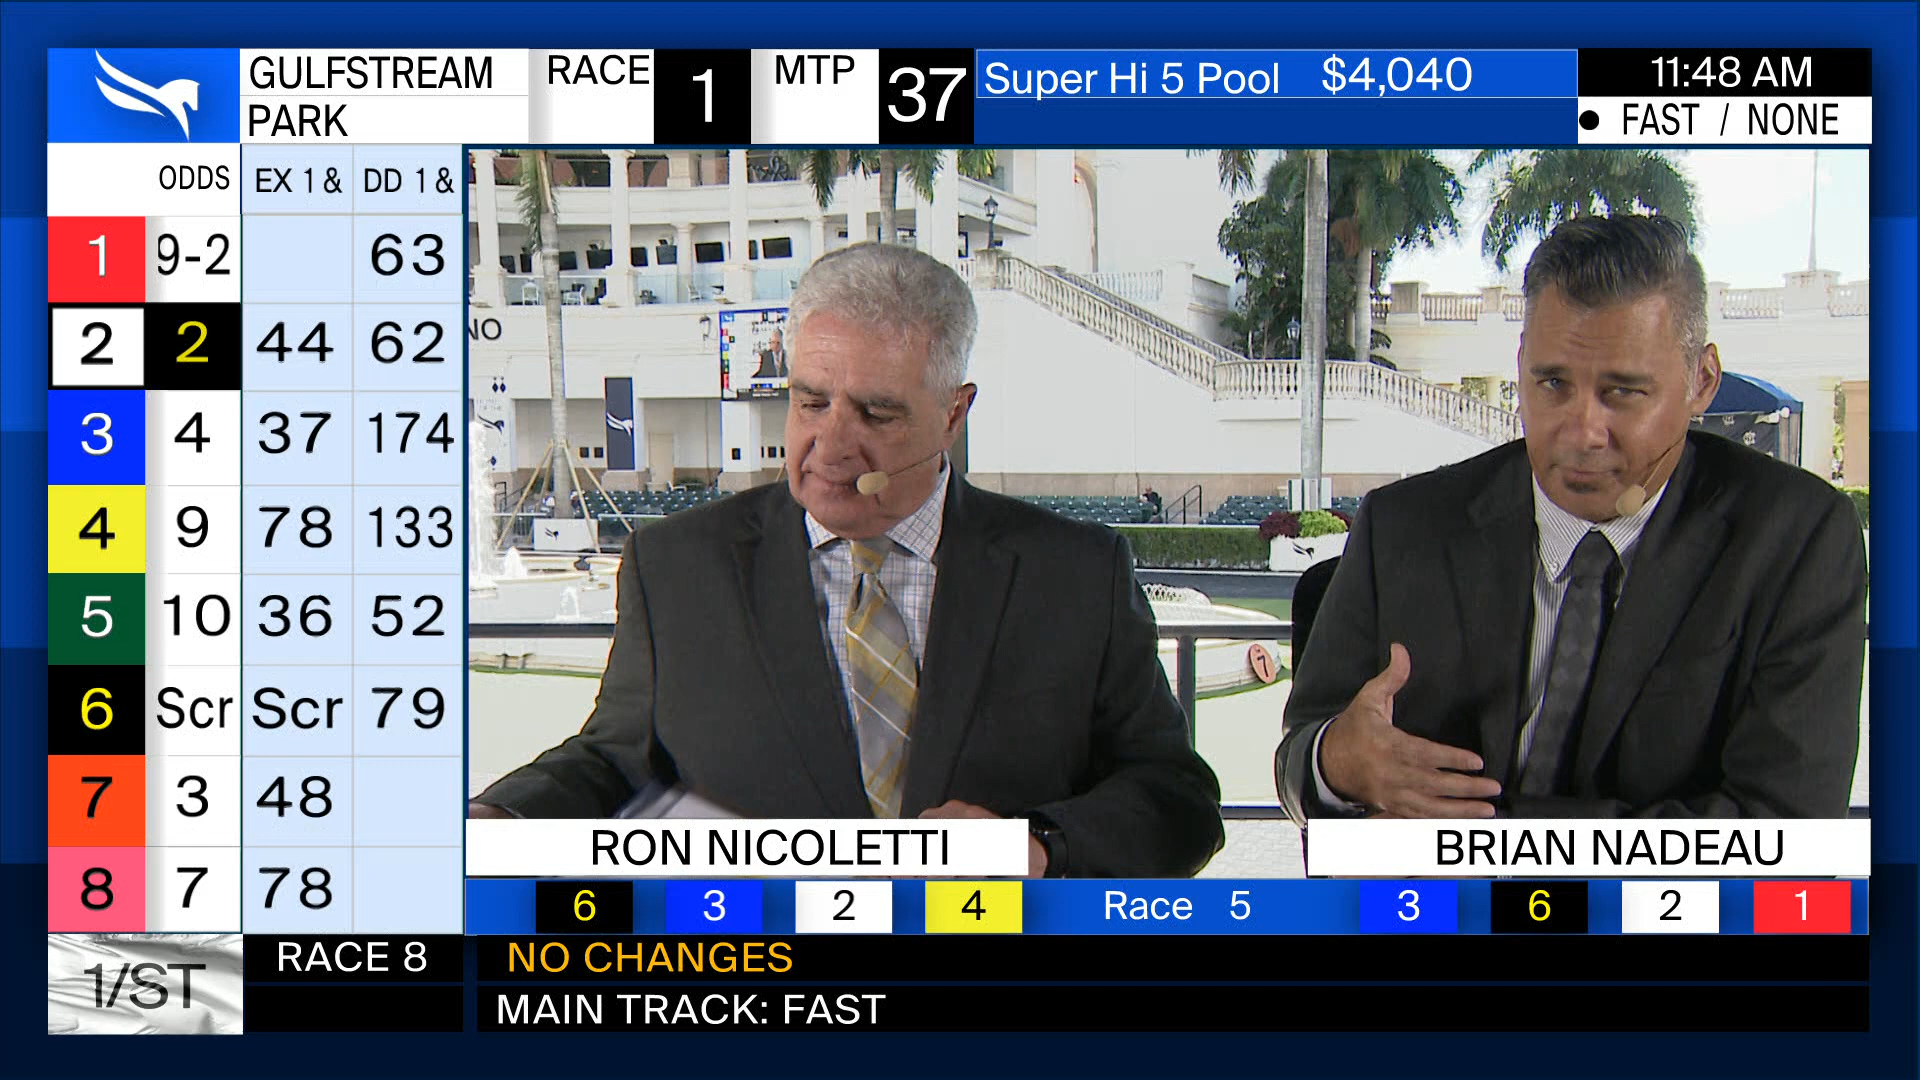 GULFSTREAM PARK
RACE 1 MTP 37
Super Hi 5 Pool $4,040
11:48 AM
FAST / NONE
ODDS EX 1 & DD 1 &
1 9-2 63
2 2 44 62
3 4 37 174
4 9 78 133
5 10 36 52
6 Scr Scr 79
7 3 48
8 7 78
NO
7
RON NICOLETTI
BRIAN NADEAU
6 3 2 4 Race 5 3 6 2 1
1/ST
RACE 8
NO CHANGES
MAIN TRACK: FAST